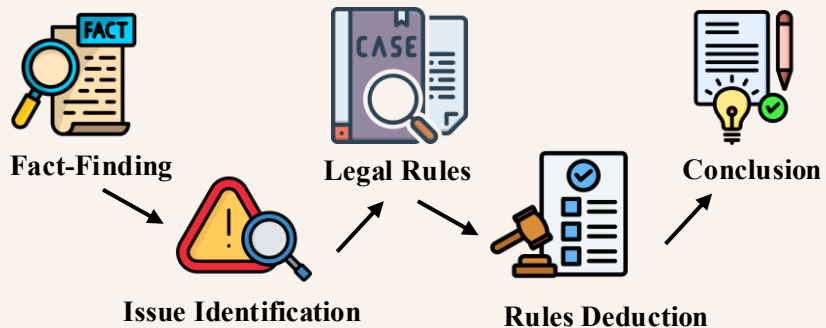 FACT
Fact-Finding
Issue Identification
CASE
Legal Rules
Rules Deduction
Conclusion